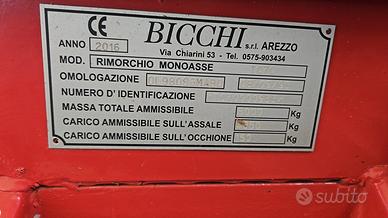 CE
BICCHI s.r.l. AREZZO
ANNO 2016
Via Chiarini 53 - Tel. 0575-903434
MOD. RIMORCHIO MONOASSE
OMOLOGAZIONE
NUMERO D'IDENTIFICAZIONE
MASSA TOTALE AMMISSIBILE Kg
CARICO AMMISSIBILE SULL'ASSALE Kg
CARICO AMMISSIBILE SULL'OCCHIONE Kg
subito